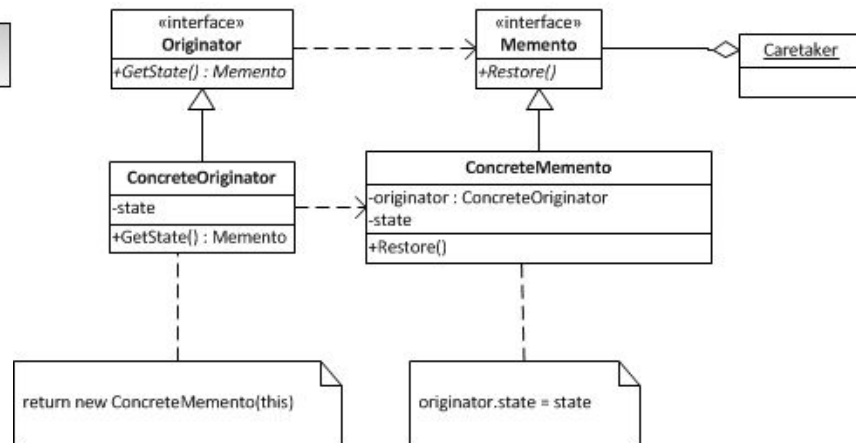 «interface»
Originator
+GetState() : Memento
«interface»
Memento
+Restore()
Caretaker
ConcreteOriginator
-state
+GetState() : Memento
ConcreteMemento
-originator : ConcreteOriginator
-state
+Restore()
return new ConcreteMemento(this)
originator.state = state